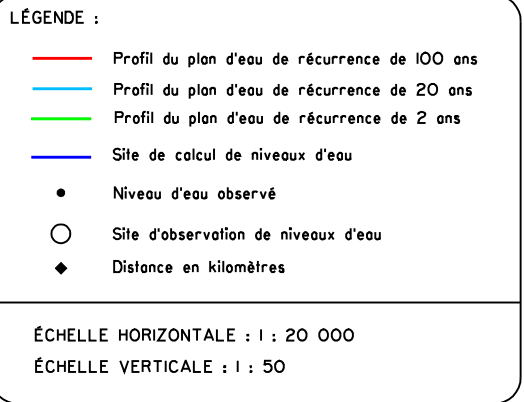 LÉGENDE :
Profil du plan d'eau de récurrence de 100 ans
Profil du plan d'eau de récurrence de 20 ans
Profil du plan d'eau de récurrence de 2 ans
Site de calcul de niveaux d'eau
Niveau d'eau observé
Site d'observation de niveaux d'eau
Distance en kilomètres
ÉCHELLE HORIZONTALE : 1 : 20 000
ÉCHELLE VERTICALE : 1 : 50